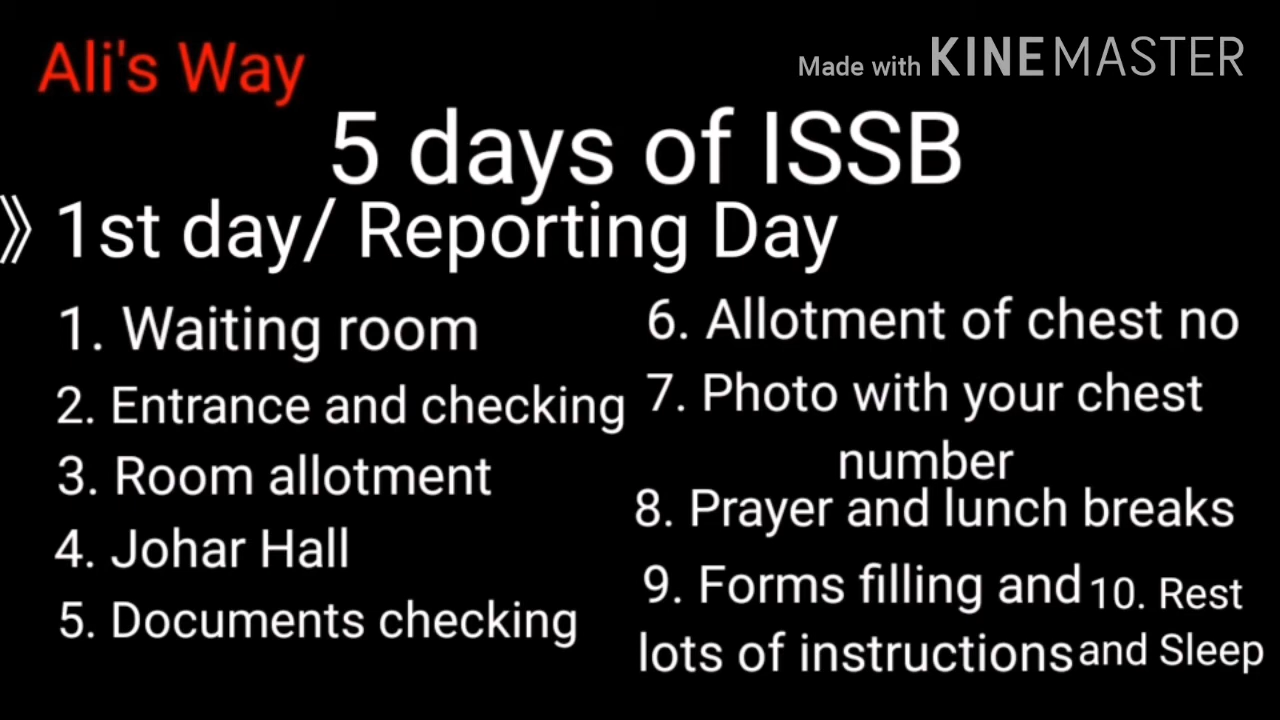 Ali's Way
Made with KINEMASTER
5 days of ISSB
》1st day/ Reporting Day
1. Waiting room
2. Entrance and checking
3. Room allotment
4. Johar Hall
5. Documents checking
6. Allotment of chest no
7. Photo with your chest
number
8. Prayer and lunch breaks
9. Forms filling and
lots of instructions
10. Rest
and Sleep